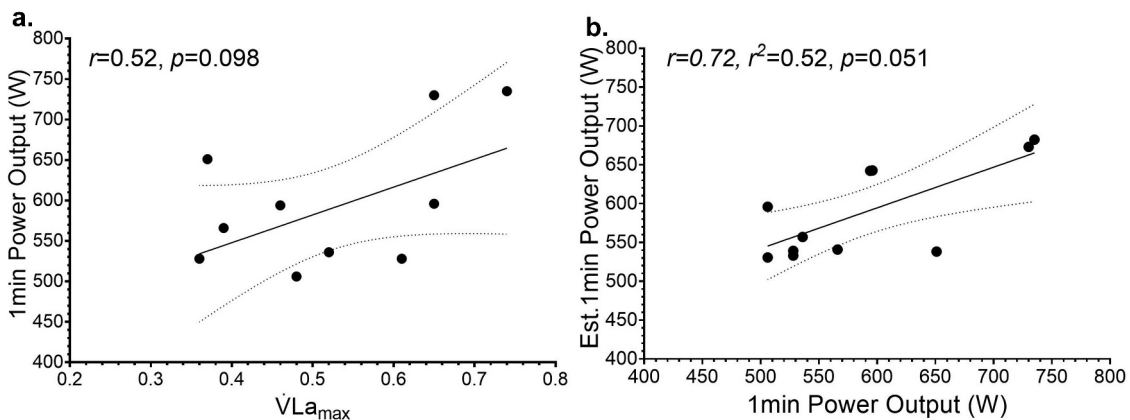 a.
r=0.52, p=0.098
1min Power Output (W)
800
750
700
650
600
550
500
450
400
0.2 0.3 0.4 0.5 0.6 0.7 0.8
V̇La
max
b.
r=0.72, r²=0.52, p=0.051
Est.1min Power Output (W)
800
750
700
650
600
550
500
450
400
400 450 500 550 600 650 700 750 800
1min Power Output (W)